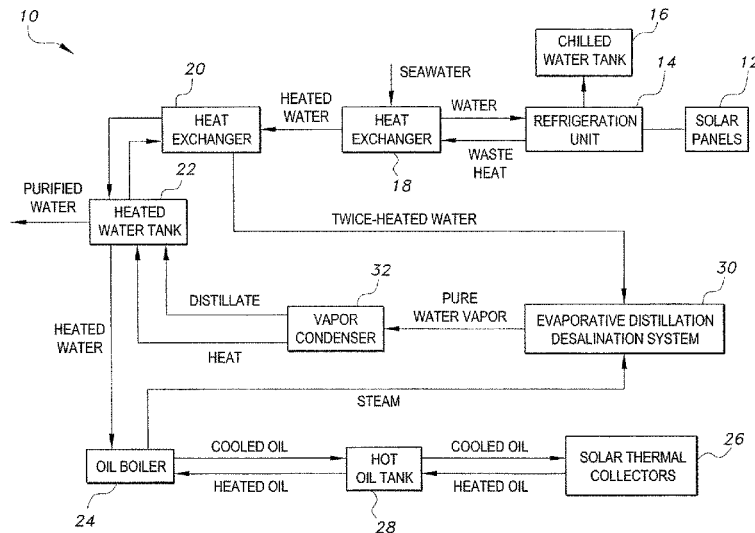 10
16
CHILLED
WATER TANK
20
SEAWATER
14
12
HEAT
EXCHANGER
HEATED
WATER
HEAT
EXCHANGER
WATER
REFRIGERATION
UNIT
SOLAR
PANELS
18
WASTE
HEAT
22
PURIFIED
WATER
HEATED
WATER TANK
TWICE-HEATED WATER
32
30
DISTILLATE
VAPOR
CONDENSER
PURE
WATER VAPOR
EVAPORATIVE DISTILLATION
DESALINATION SYSTEM
HEATED
WATER
HEAT
STEAM
OIL BOILER
COOLED OIL
HEATED OIL
HOT
OIL TANK
COOLED OIL
HEATED OIL
SOLAR THERMAL
COLLECTORS
26
24
28